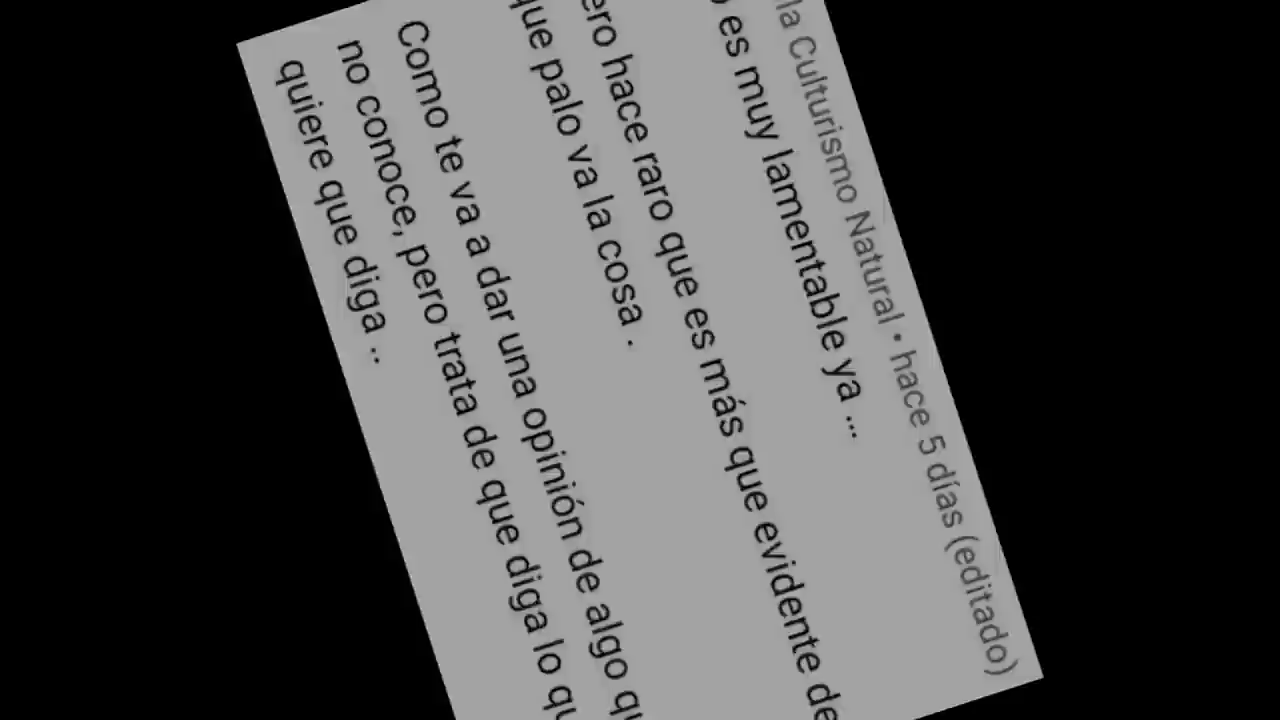 la Culturismo Natural • hace 5 días (editado)
es muy lamentable ya ...
hace raro que es más que evidente de
que palo va la cosa .
Como te va a dar una opinión de algo
no conoce, pero trata de que diga lo
quiere que diga ..